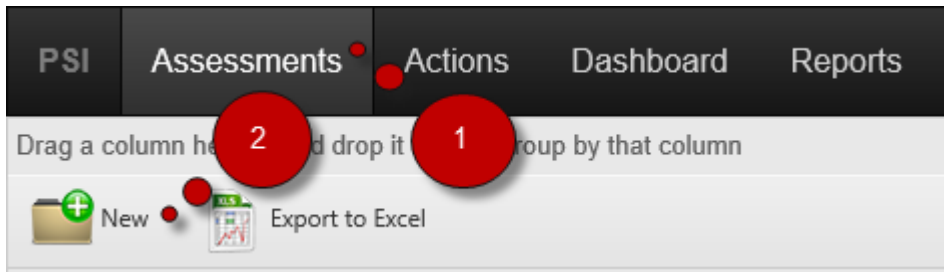 PSI Assessments Actions Dashboard Reports
2 1
Drag a column he d drop it roup by that column
New XLS Export to Excel